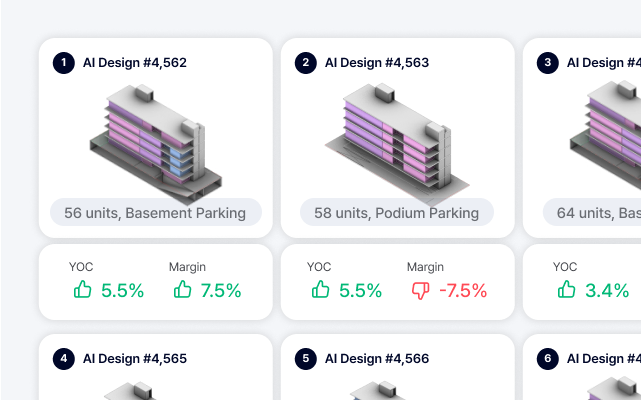 1 AI Design #4,562
2 AI Design #4,563
3 AI Design #4
56 units, Basement Parking
58 units, Podium Parking
64 units, Bas
YOC Margin
5.5% 7.5%
YOC Margin
5.5% -7.5%
YOC
3.4%
4 AI Design #4,565
5 AI Design #4,566
6 AI Design #4